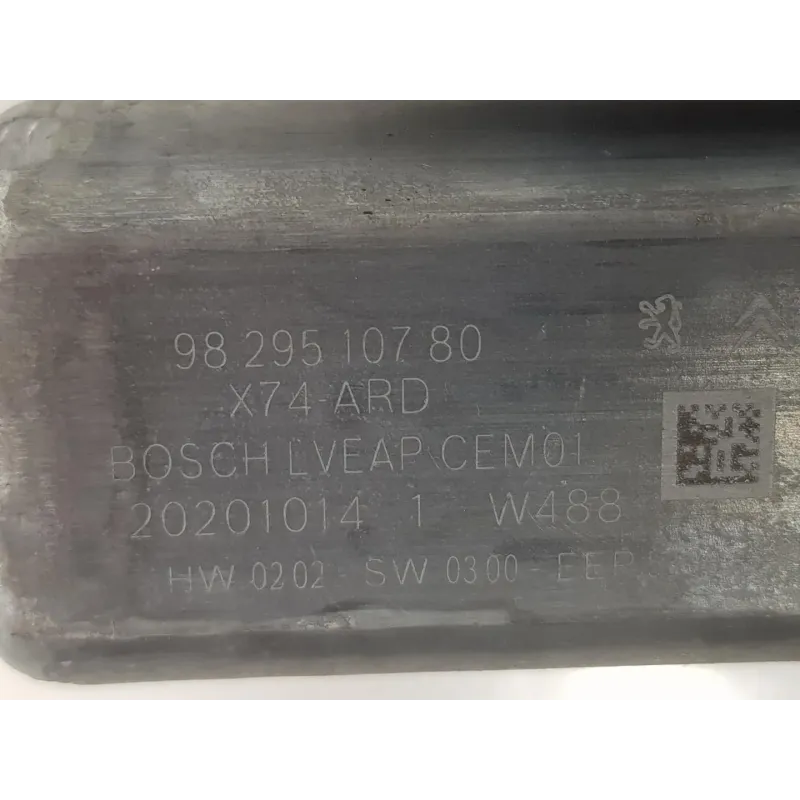 98 295 107 80
X74-ARD
BOSCH LVEAP\CEM01
20201014 1 W488
HW 0202 - SW 0300 - EEP